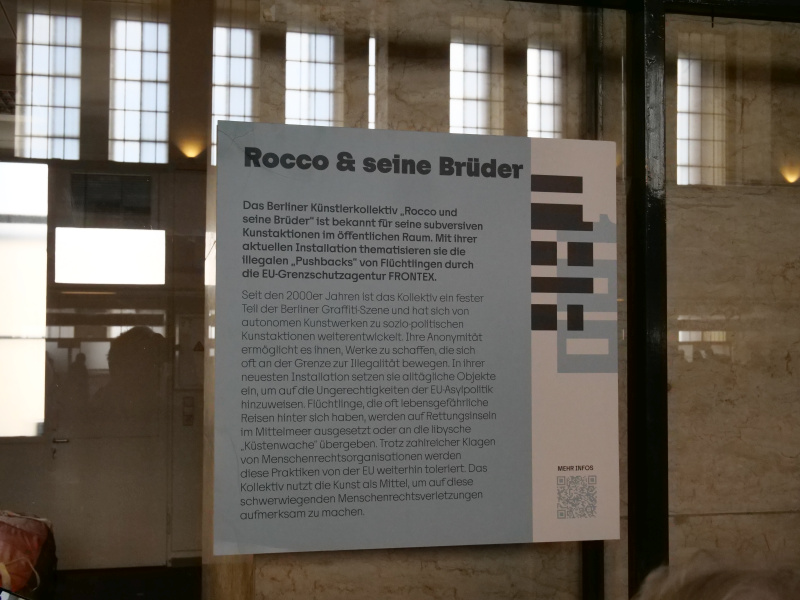 Rocco & seine Brüder
Das Berliner Künstlerkollektiv „Rocco und
seine Brüder" ist bekannt für seine subversiven
Kunstaktionen im öffentlichen Raum. Mit ihrer
aktuellen Installation thematisieren sie die
illegalen „Pushbacks" von Flüchtlingen durch
die EU-Grenzschutzagentur FRONTEX.
Seit den 2000er Jahren ist das Kollektiv ein fester
Teil der Berliner Graffiti-Szene und hat sich von
autonomen Kunstwerken zu sozio-politischen
Kunstaktionen weiterentwickelt. Ihre Anonymität
ermöglicht es ihnen, Werke zu schaffen, die sich
oft an der Grenze zur Illegalität bewegen. In ihrer
neuesten Installation setzen sie alltägliche Objekte
ein, um auf die Ungerechtigkeiten der EU-Asylpolitik
hinzuweisen. Flüchtlinge, die oft lebensgefährliche
Reisen hinter sich haben, werden auf Rettungsinseln
im Mittelmeer ausgesetzt oder an die libysche
„Küstenwache" übergeben. Trotz zahlreicher Klagen
von Menschenrechtsorganisationen werden
diese Praktiken von der EU weiterhin toleriert. Das
Kollektiv nutzt die Kunst als Mittel, um auf diese
schwerwiegenden Menschenrechtsverletzungen
aufmerksam zu machen.
MEHR INFOS